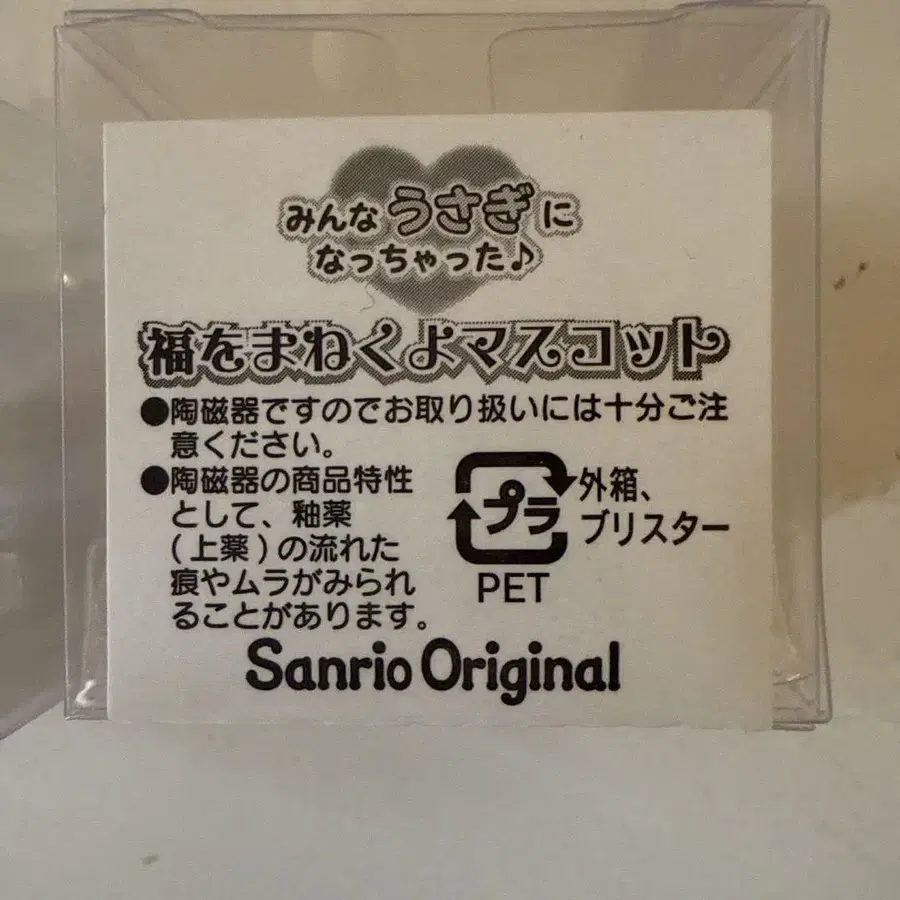 みんなうさぎに
なっちゃった♪
福をまねくよマスコット
●陶磁器ですのでお取り扱いには十分ご注
意ください。
●陶磁器の商品特性
として、釉薬
(上薬)の流れた
痕やムラがみられ
ることがあります。
プラ
外箱、
ブリスター
PET
Sanrio Original